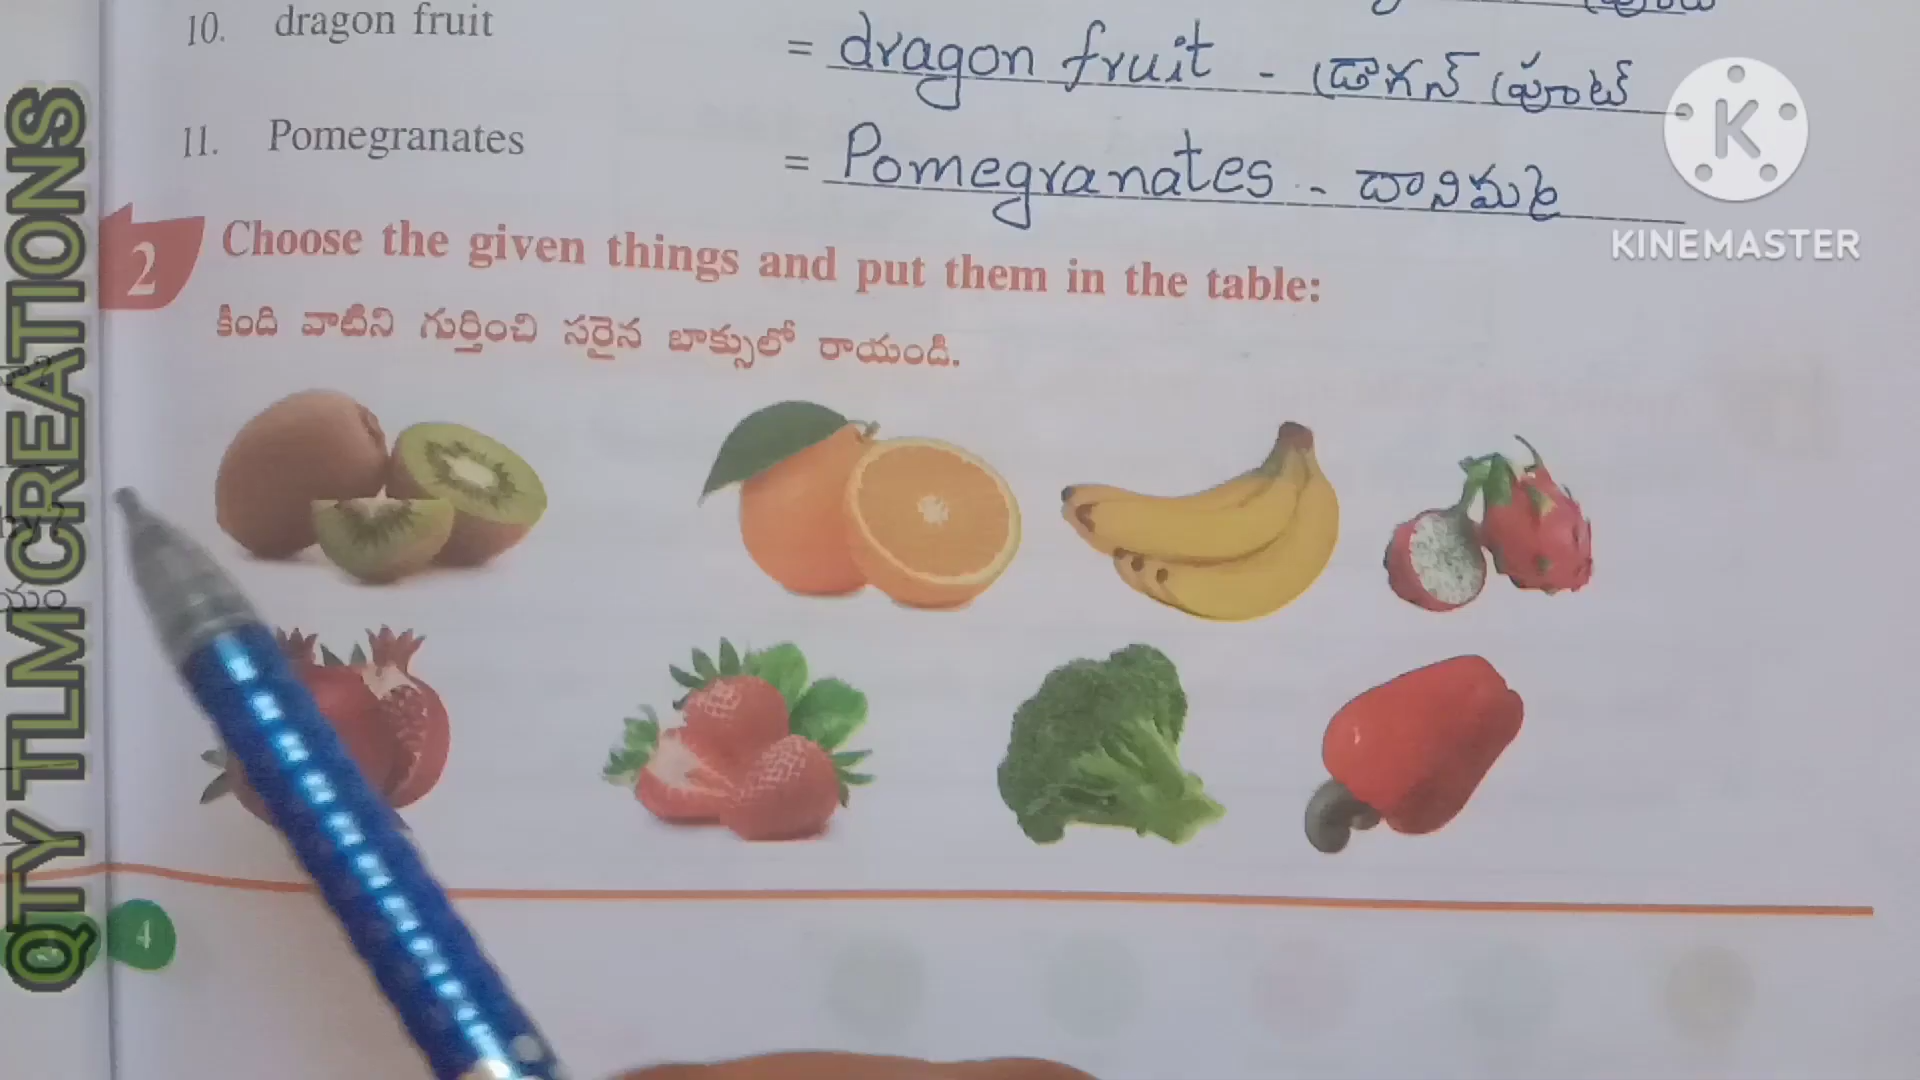 10. dragon fruit = dragon fruit - డ్రాగన్ ఫ్రూట్
11. Pomegranates = Pomegranates - దానిమ్మ
2 Choose the given things and put them in the table:
కింది వాటిని గుర్తించి సరైన బాక్సులో రాయండి.
K
KINEMASTER
QTY TLM CREATIONS
4